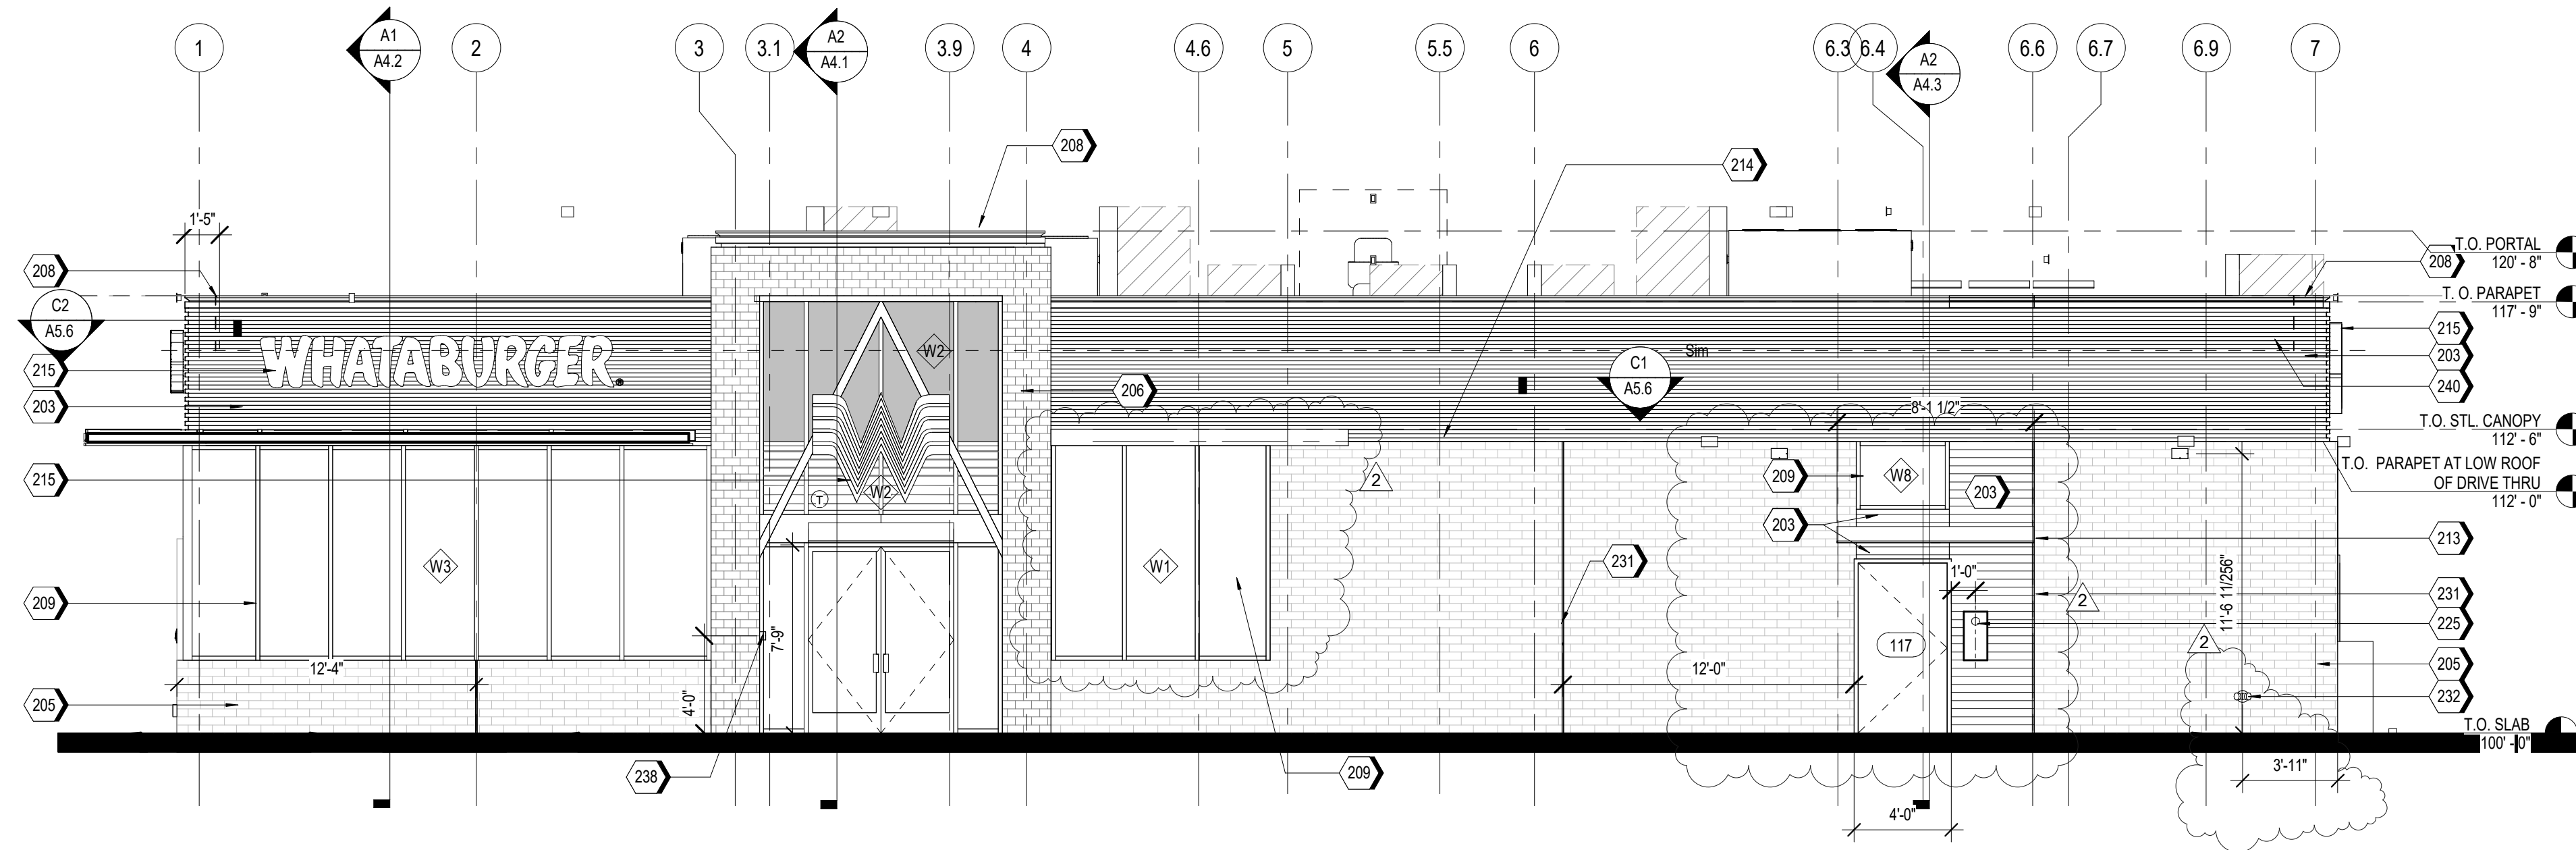 1
A1
A4.2
2
3
3.1
A2
A4.1
3.9
4
4.6
5
5.5
6
6.3
6.4
A2
A4.3
6.6
6.7
6.9
7
208
214
1'-5"
208
T.O. PORTAL
120' - 8"
208
C2
A5.6
T. O. PARAPET
117' - 9"
215
WHATABURGER®
W2
Sim
C1
A5.6
215
203
240
215
203
206
8'-1 1/2"
T.O. STL. CANOPY
112' - 6"
215
W2
T
2
209
W8
203
T.O. PARAPET AT LOW ROOF
OF DRIVE THRU
112' - 0"
203
213
W3
W1
231
1'-0"
11'-6 11/256"
231
2
209
225
7'-9"
117
2
12'-4"
12'-0"
205
205
4'-0"
232
T.O. SLAB
100' - 0"
238
209
3'-11"
4'-0"